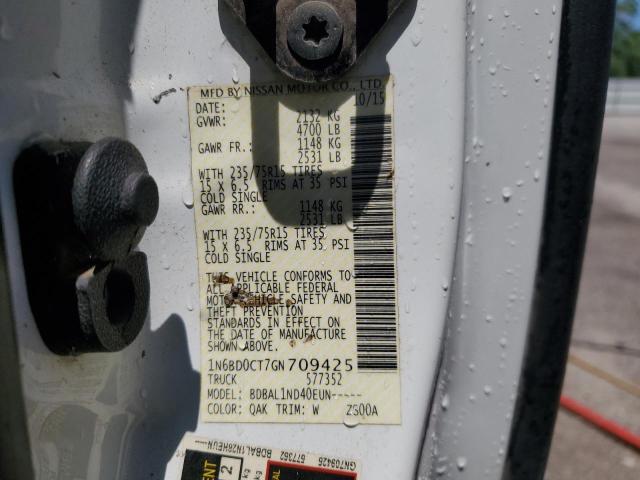 MFD BY NISSAN MOTOR CO., LTD.
DATE: 10/15
GVWR: 2132 KG
4700 LB
GAWR FR.: 1148 KG
2531 LB
WITH 235/75R15 TIRES
15 X 6.5 RIMS AT 35 PSI
COLD SINGLE
GAWR RR.: 1148 KG
2531 LB
WITH 235/75R15 TIRES
15 X 6.5 RIMS AT 35 PSI
COLD SINGLE
THIS VEHICLE CONFORMS TO
ALL APPLICABLE FEDERAL
MOTOR VEHICLE SAFETY AND
THEFT PREVENTION
STANDARDS IN EFFECT ON
THE DATE OF MANUFACTURE
SHOWN ABOVE.
1N6BD0CT7GN709425
TRUCK 577352
MODEL: BDBAL1ND40EUN-----
COLOR: QAK TRIM: W ZS00A
GN709425 577352